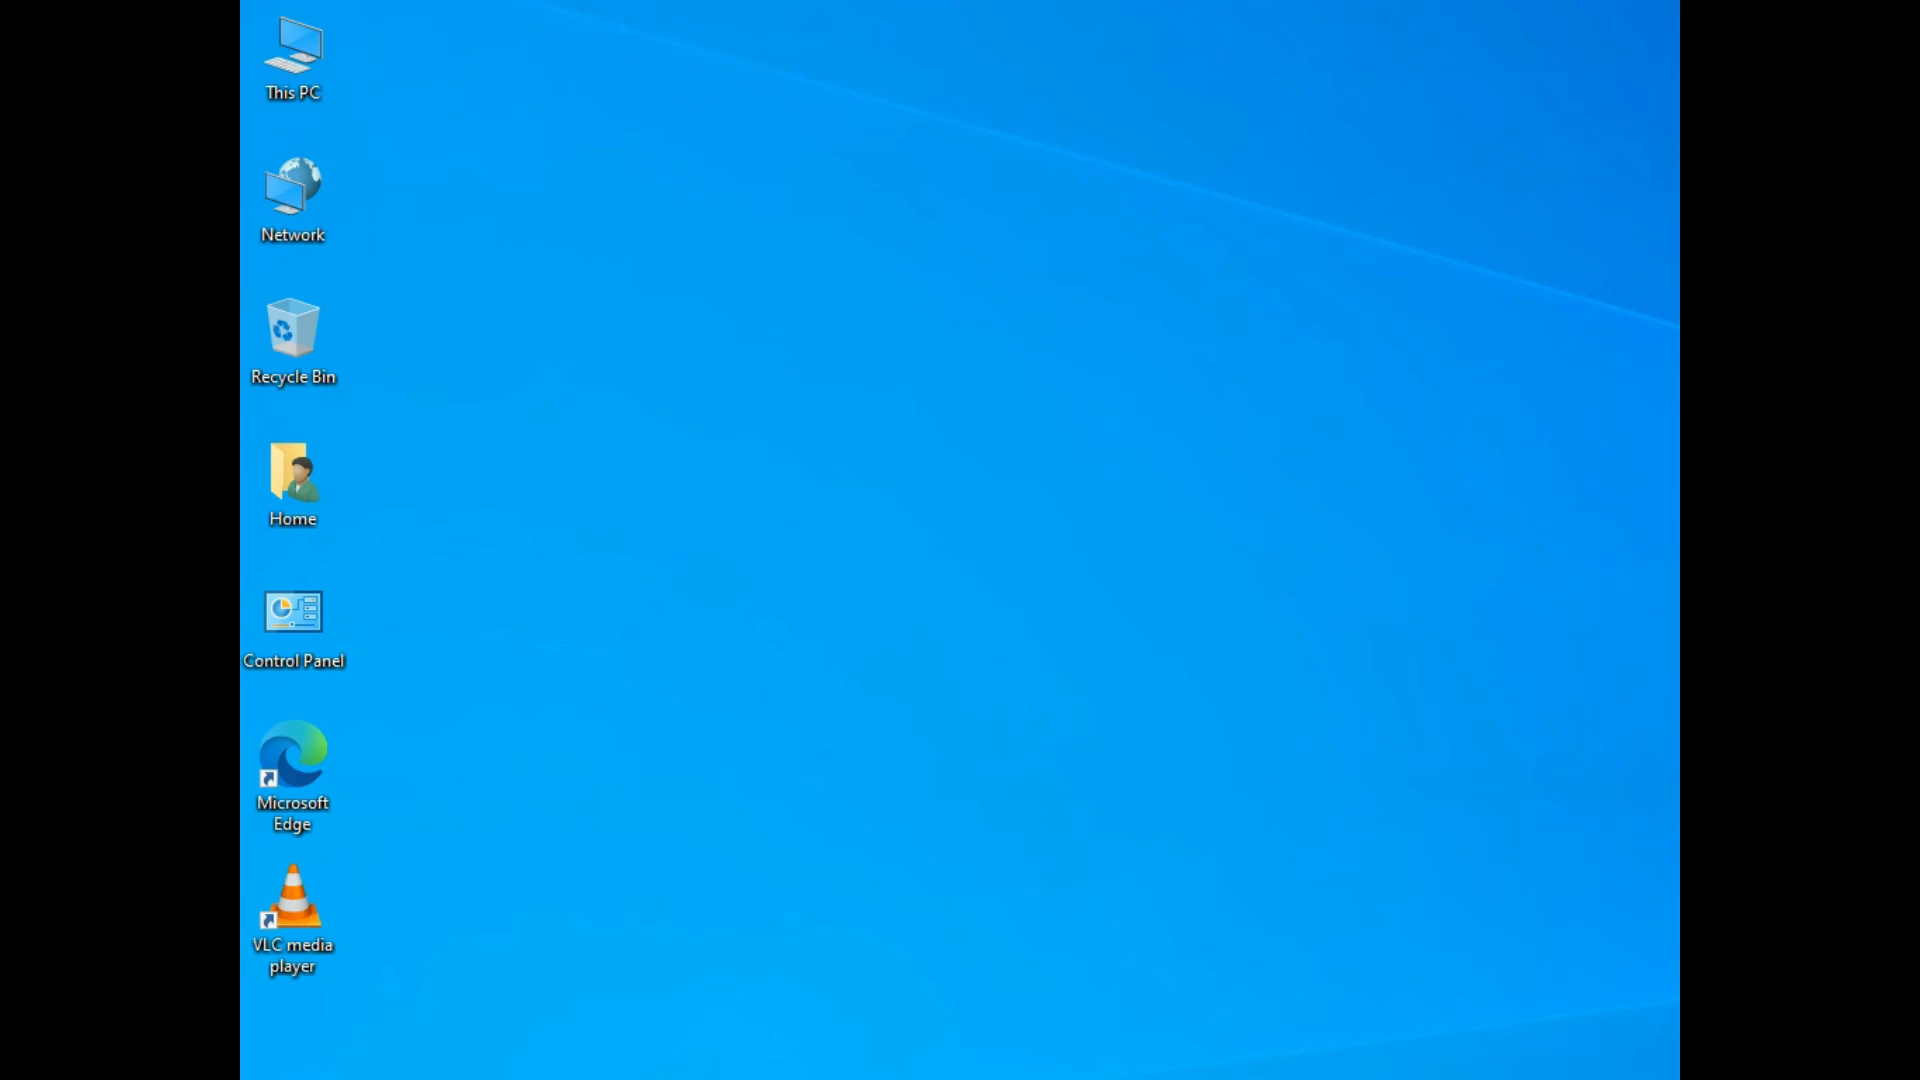 This PC
Network
Recycle Bin
Home
Control Panel
Microsoft
Edge
VLC media
player